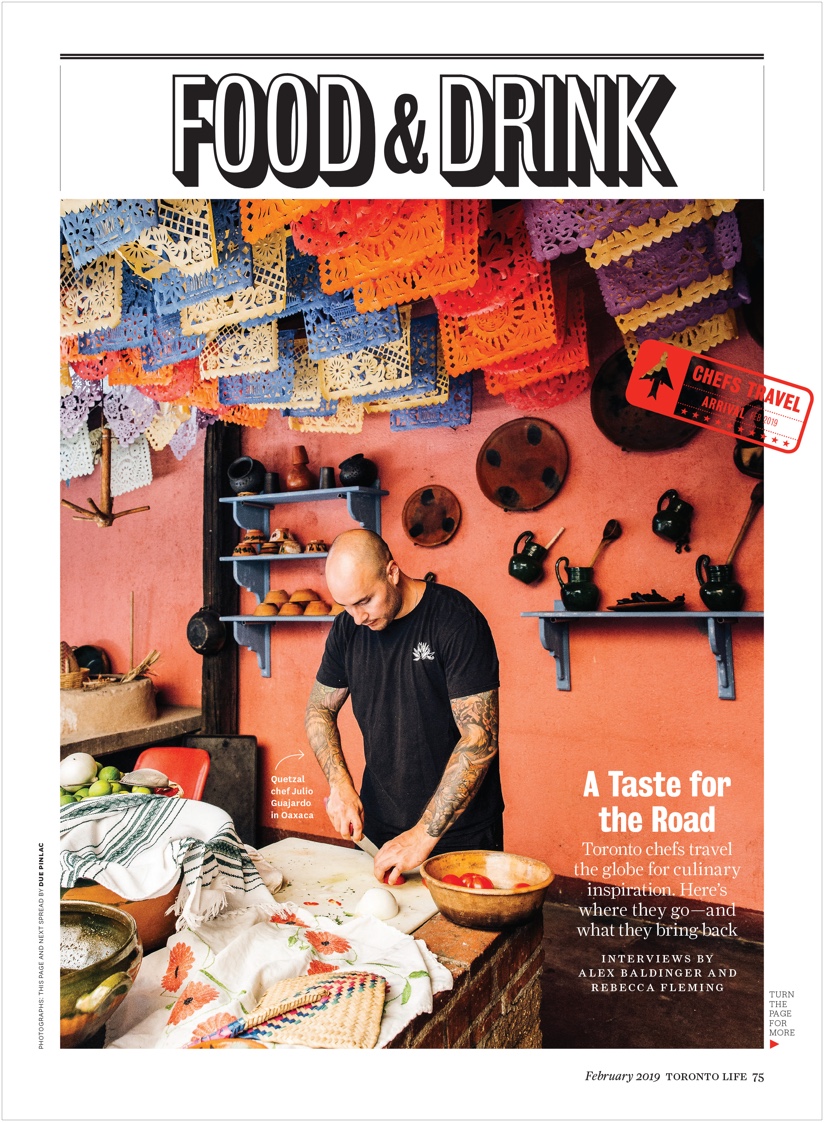 FOOD & DRINK
CHEFS TRAVEL
ARRIVAL FEB 2019
Quetzal
chef Julio
Guajardo
in Oaxaca
A Taste for
the Road
Toronto chefs travel
the globe for culinary
inspiration. Here's
where they go—and
what they bring back
INTERVIEWS BY
ALEX BALDINGER AND
REBECCA FLEMING
PHOTOGRAPHS: THIS PAGE AND NEXT SPREAD BY DUE PINLAC
TURN
THE
PAGE
FOR
MORE
February 2019 TORONTO LIFE 75